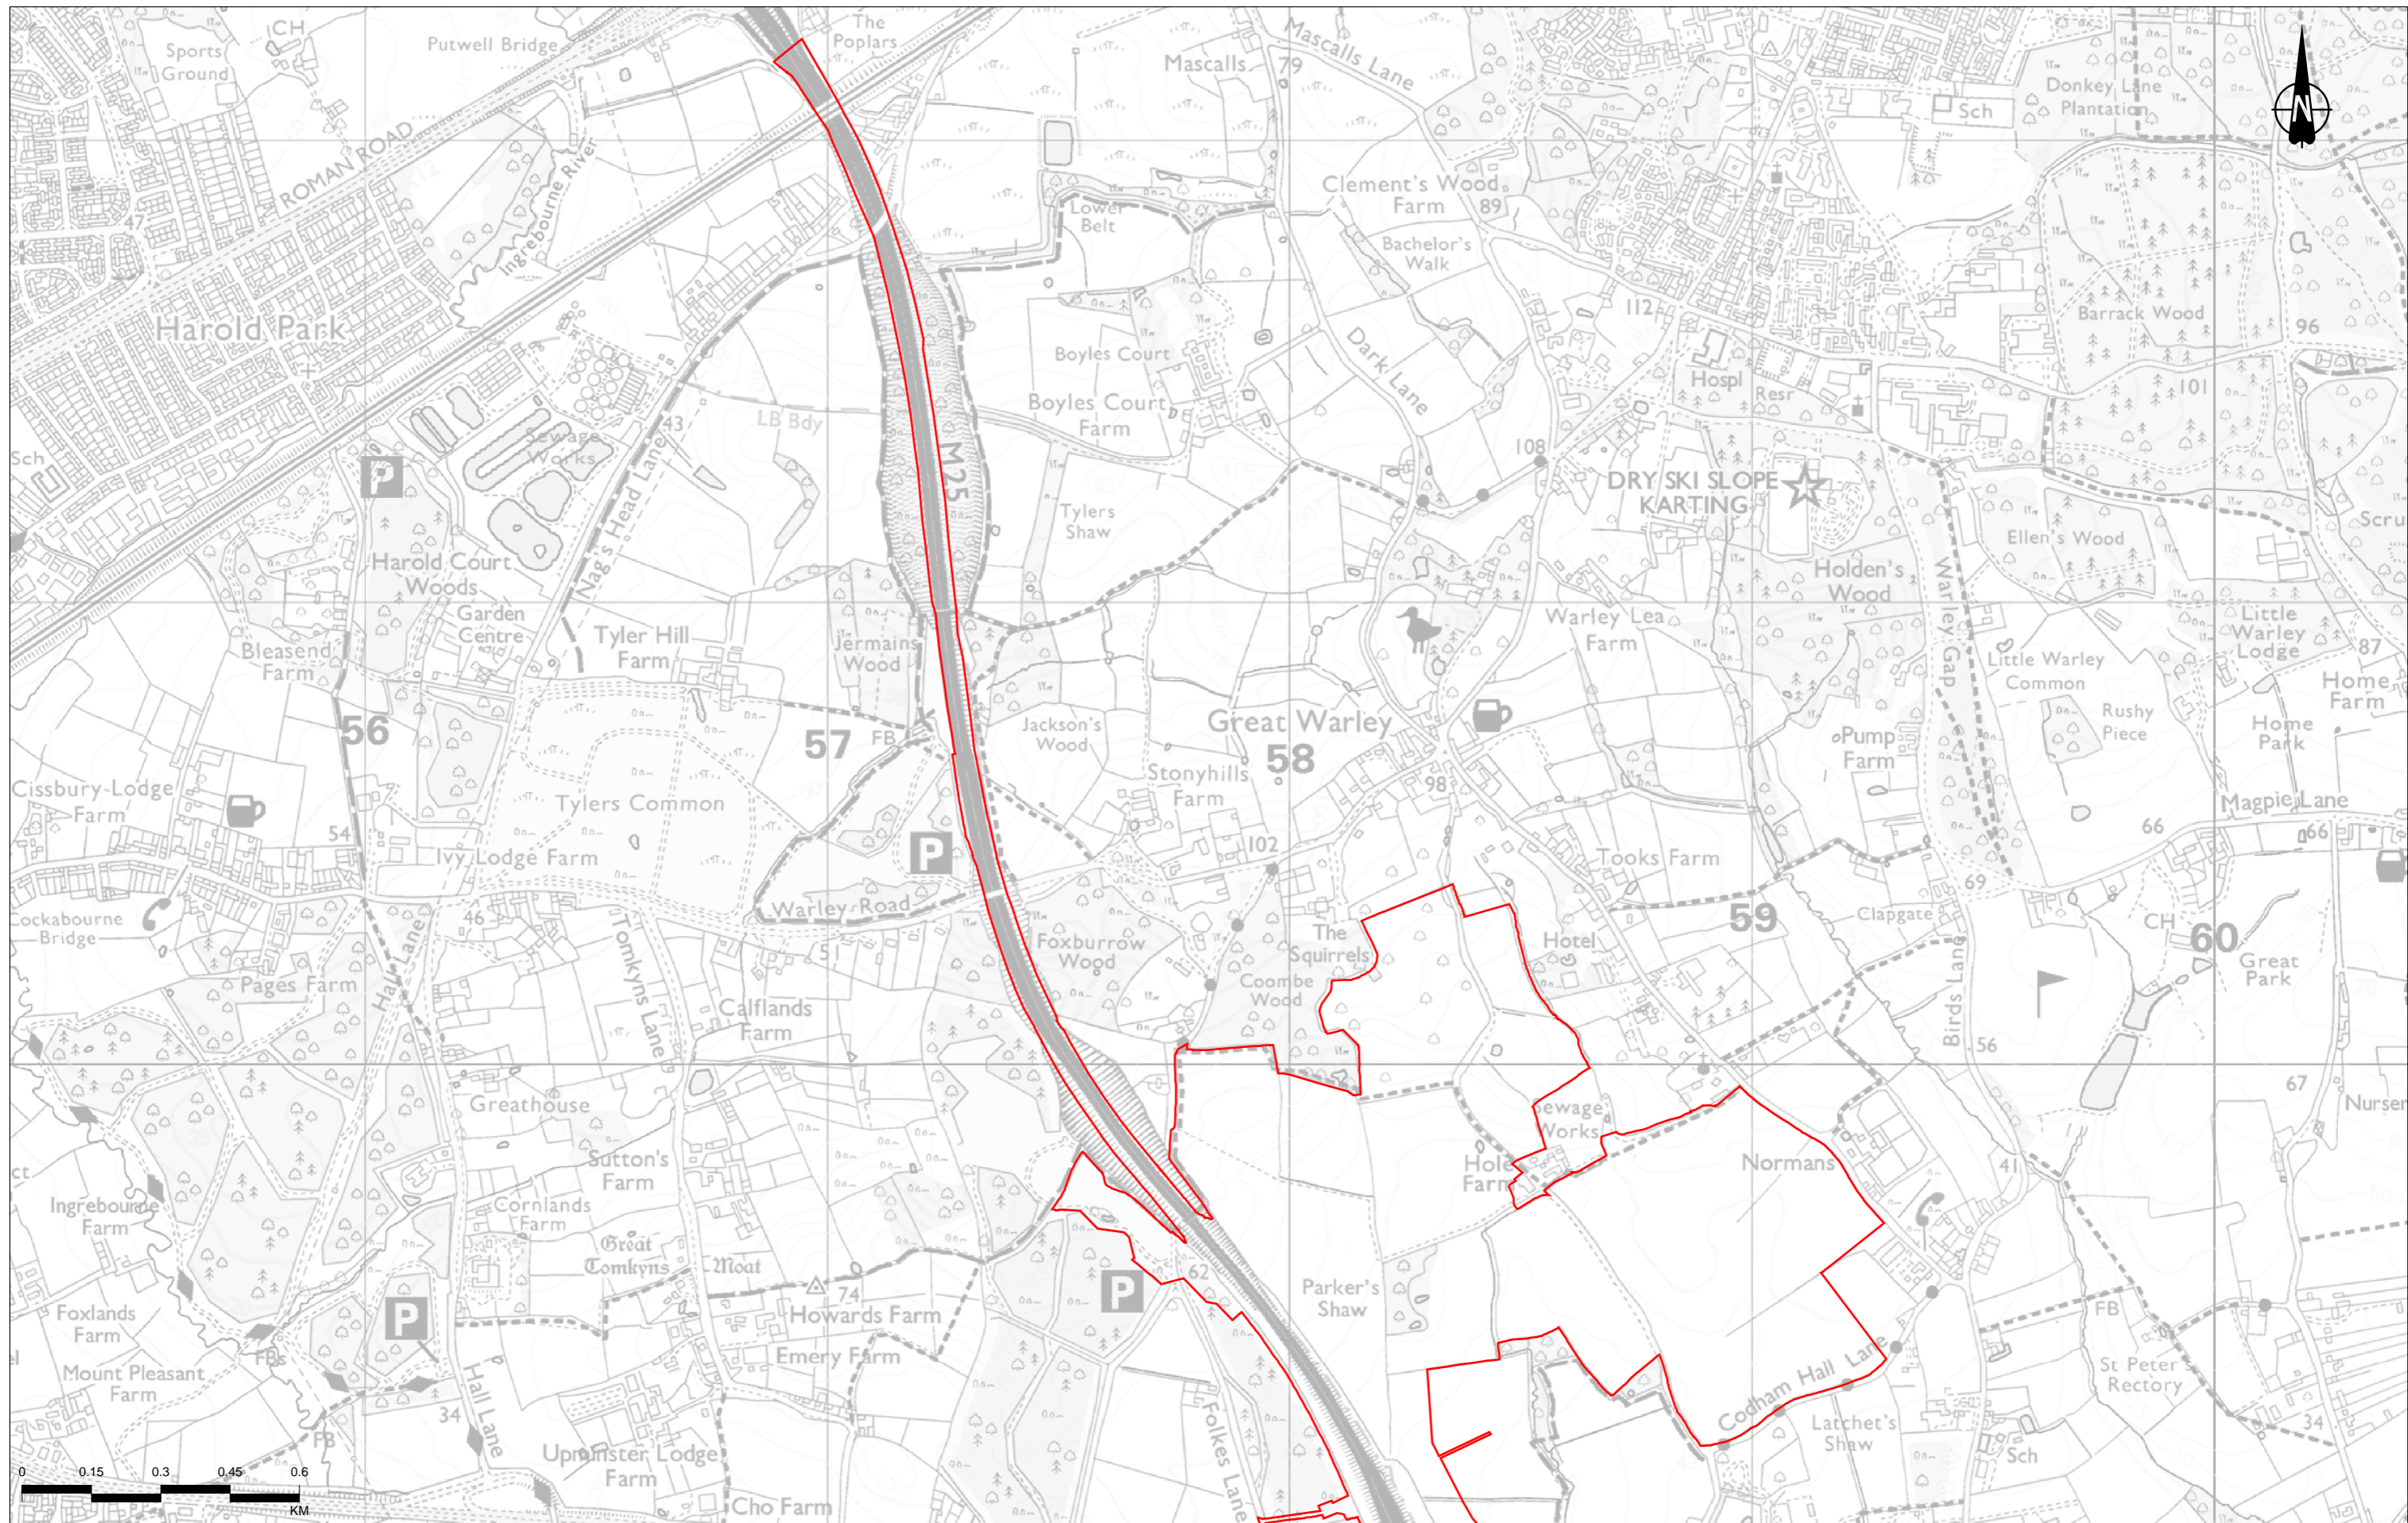 CH
Sports
Ground
Putwell Bridge
The
Poplars
Mascalls
79
Mascalls Lane
Donkey Lane
Plantation
Sch
N
ROMAN ROAD
47
Ingrebourne River
Lower
Belt
Clement's Wood
Farm
89
Bachelor's
Walk
112
Harold Park
Barrack Wood
96
Boyles Court
Boyles Court
Farm
Dark Lane
Hospl
Resr
101
43
LB Bdy
M25
Sch
Sewage
Works
P
108
DRY SKI SLOPE
KARTING
Tylers
Shaw
Nags Head Lane
Ellen's Wood
Scru
86
Harold Court
Woods
Holden's
Wood
Warley Gap
Garden
Centre
Tyler Hill
Farm
Jermains
Wood
Warley Lea
Farm
Little
Warley
Lodge
87
Bleasend
Farm
Little Warley
Common
Home
Farm
56
57
FB
Jackson's
Wood
Great Warley
58
Rushy
Piece
Home
Park
Pump
Farm
Cissbury Lodge
Farm
Tylers Common
Stonyhills
Farm
98
Magpie Lane
54
Ivy Lodge Farm
P
102
Tooks Farm
66
66
69
Cockabourne
Bridge
46
Warley Road
51
Foxburrow
Wood
The
Squirrels
Hotel
59
Clapgate
CH
60
Hall Lane
Tomkyns Lane
Pages Farm
Coombe
Wood
Great
Park
Calflands
Farm
Birds Lane
56
Greathouse
67
Nurser
Sewage
Works
Sutton's
Farm
Hole
Farm
Normans
41
Ingrebourne
Farm
Cornlands
Farm
Great
Tomkyns
Moat
74
62
P
Howards Farm
Parker's
Shaw
FB
Foxlands
Farm
P
FBs
Emery Farm
Mount Pleasant
Farm
Hall Lane
34
St Peter
Rectory
Codham Hall Lane
Latchet's
Shaw
34
Folkes Lane
FB
Upminster Lodge
Farm
Sch
Cho Farm
0 0.15 0.3 0.45 0.6
KM